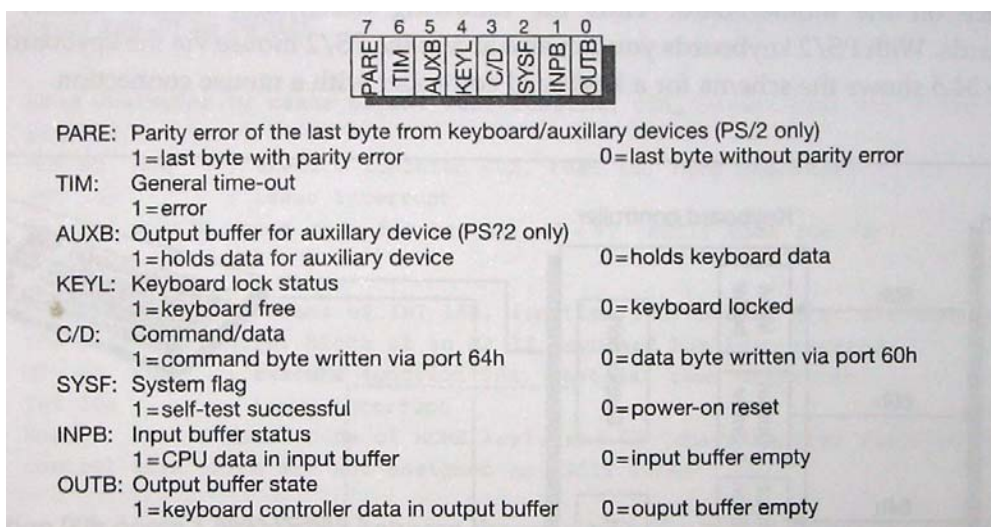 ds. With PS/2 keyboards you
7 6 5 4 3 2 1 0
PARE TIM AUXB KEYL C/D SYSF INPB OUTB
PARE: Parity error of the last byte from keyboard/auxillary devices (PS/2 only)
1=last byte with parity error 0=last byte without parity error
TIM: General time-out
1=error
AUXB: Output buffer for auxillary device (PS?2 only)
1=holds data for auxiliary device 0=holds keyboard data
KEYL: Keyboard lock status
1=keyboard free 0=keyboard locked
C/D: Command/data
1=command byte written via port 64h 0=data byte written via port 60h
SYSF: System flag
1=self-test successful 0=power-on reset
INPB: Input buffer status
1=CPU data in input buffer 0=input buffer empty
OUTB: Output buffer state
1=keyboard controller data in output buffer 0=ouput buffer empty